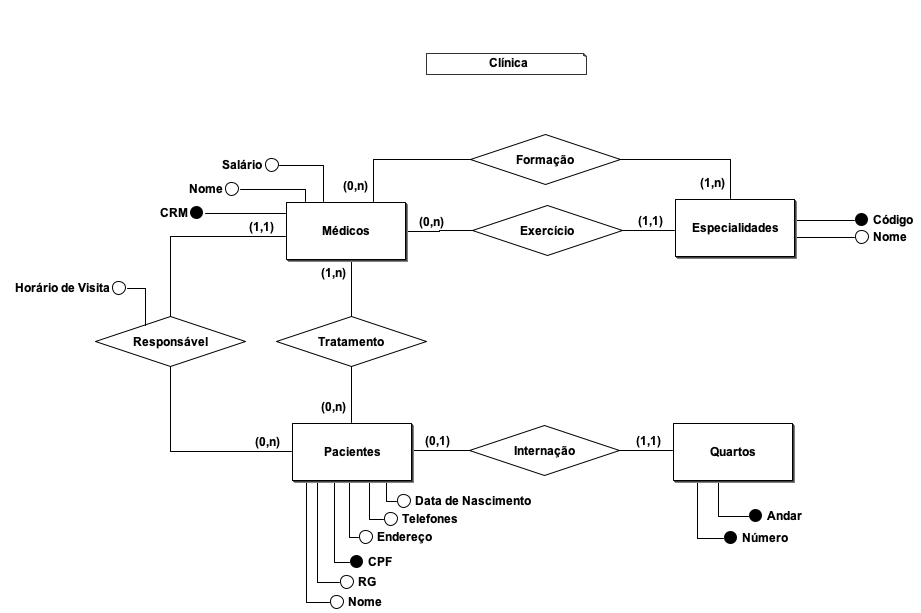 Clínica
Formação
Salário
(0,n)
(1,n)
Nome
CRM
(1,1)
Médicos
(0,n)
Exercício
(1,1)
Especialidades
Código
Nome
(1,n)
Horário de Visita
Responsável
Tratamento
(0,n)
(0,n)
Pacientes
(0,1)
Internação
(1,1)
Quartos
Data de Nascimento
Telefones
Endereço
CPF
RG
Nome
Andar
Número